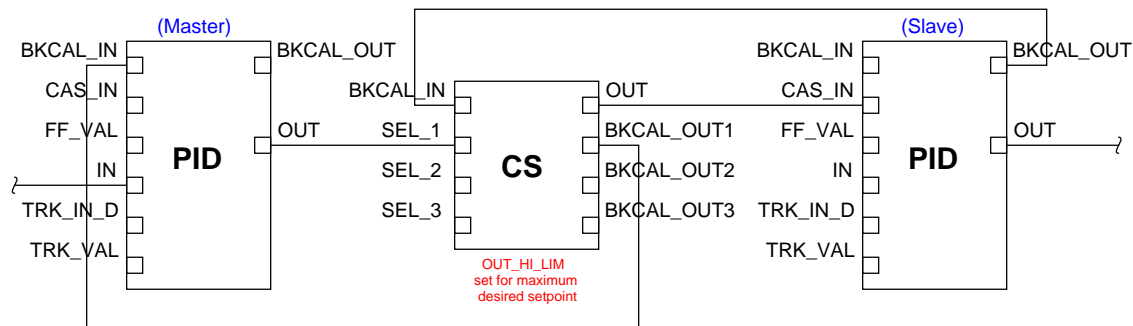 (Master)
BKCAL_IN
BKCAL_OUT
CAS_IN
FF_VAL
OUT
PID
IN
TRK_IN_D
TRK_VAL
BKCAL_IN
OUT
SEL_1
BKCAL_OUT1
CS
SEL_2
BKCAL_OUT2
SEL_3
BKCAL_OUT3
OUT_HI_LIM
set for maximum
desired setpoint
(Slave)
BKCAL_IN
BKCAL_OUT
CAS_IN
FF_VAL
OUT
PID
IN
TRK_IN_D
TRK_VAL